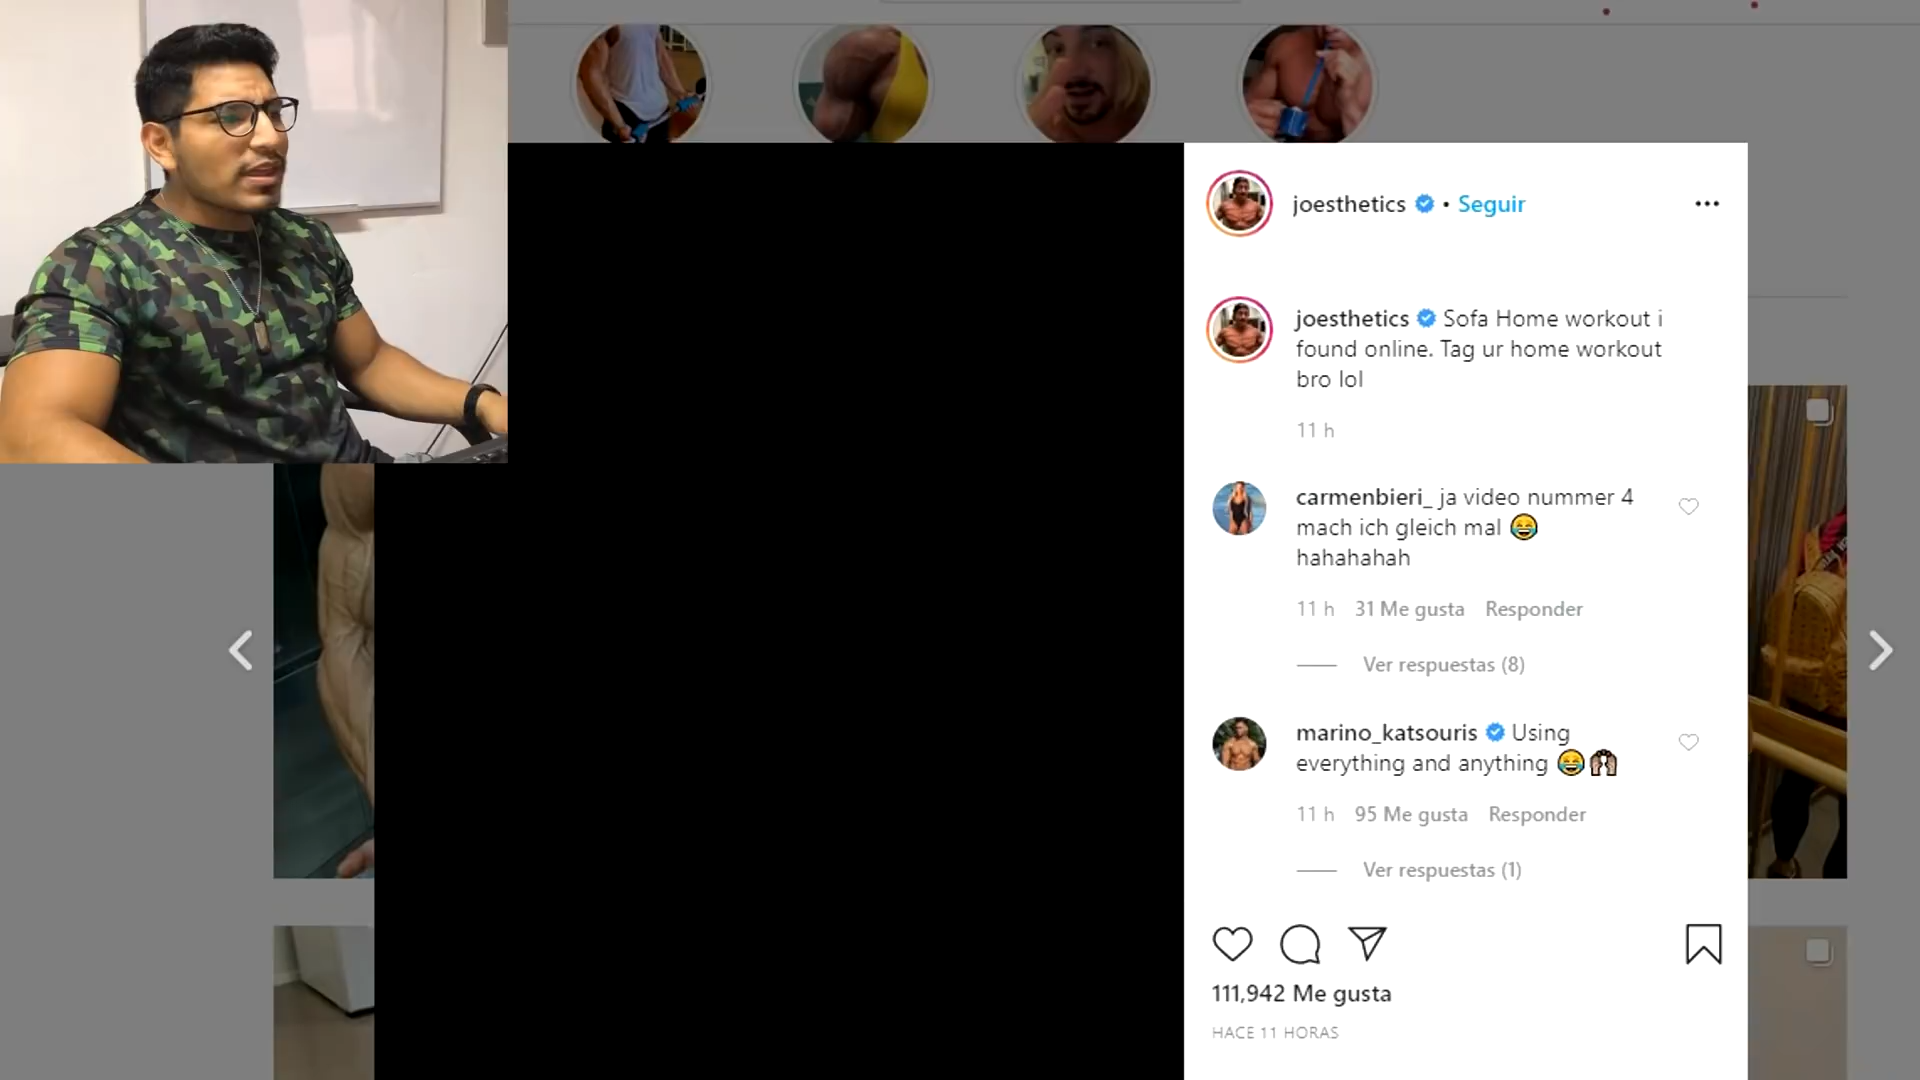 joesthetics • Seguir
joesthetics Sofa Home workout i
found online. Tag ur home workout
bro lol
11 h
carmenbieri_ ja video nummer 4
mach ich gleich mal 😂
hahahahah
11 h 31 Me gusta Responder
Ver respuestas (8)
marino_katsouris Using
everything and anything 😂🙌
11 h 95 Me gusta Responder
Ver respuestas (1)
111,942 Me gusta
HACE 11 HORAS